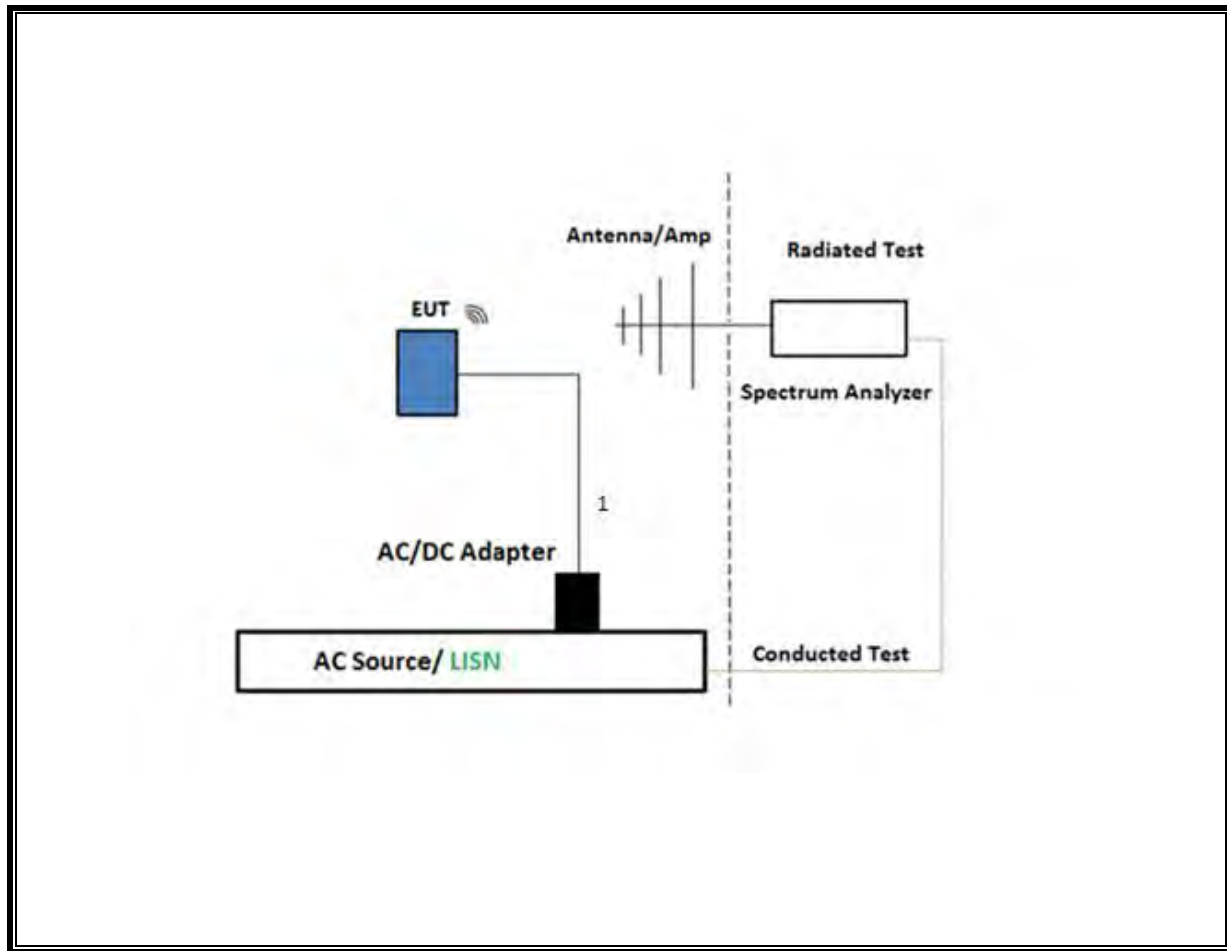 Antenna/Amp
Radiated Test
EUT
Spectrum Analyzer
1
AC/DC Adapter
AC Source/ LISN
Conducted Test